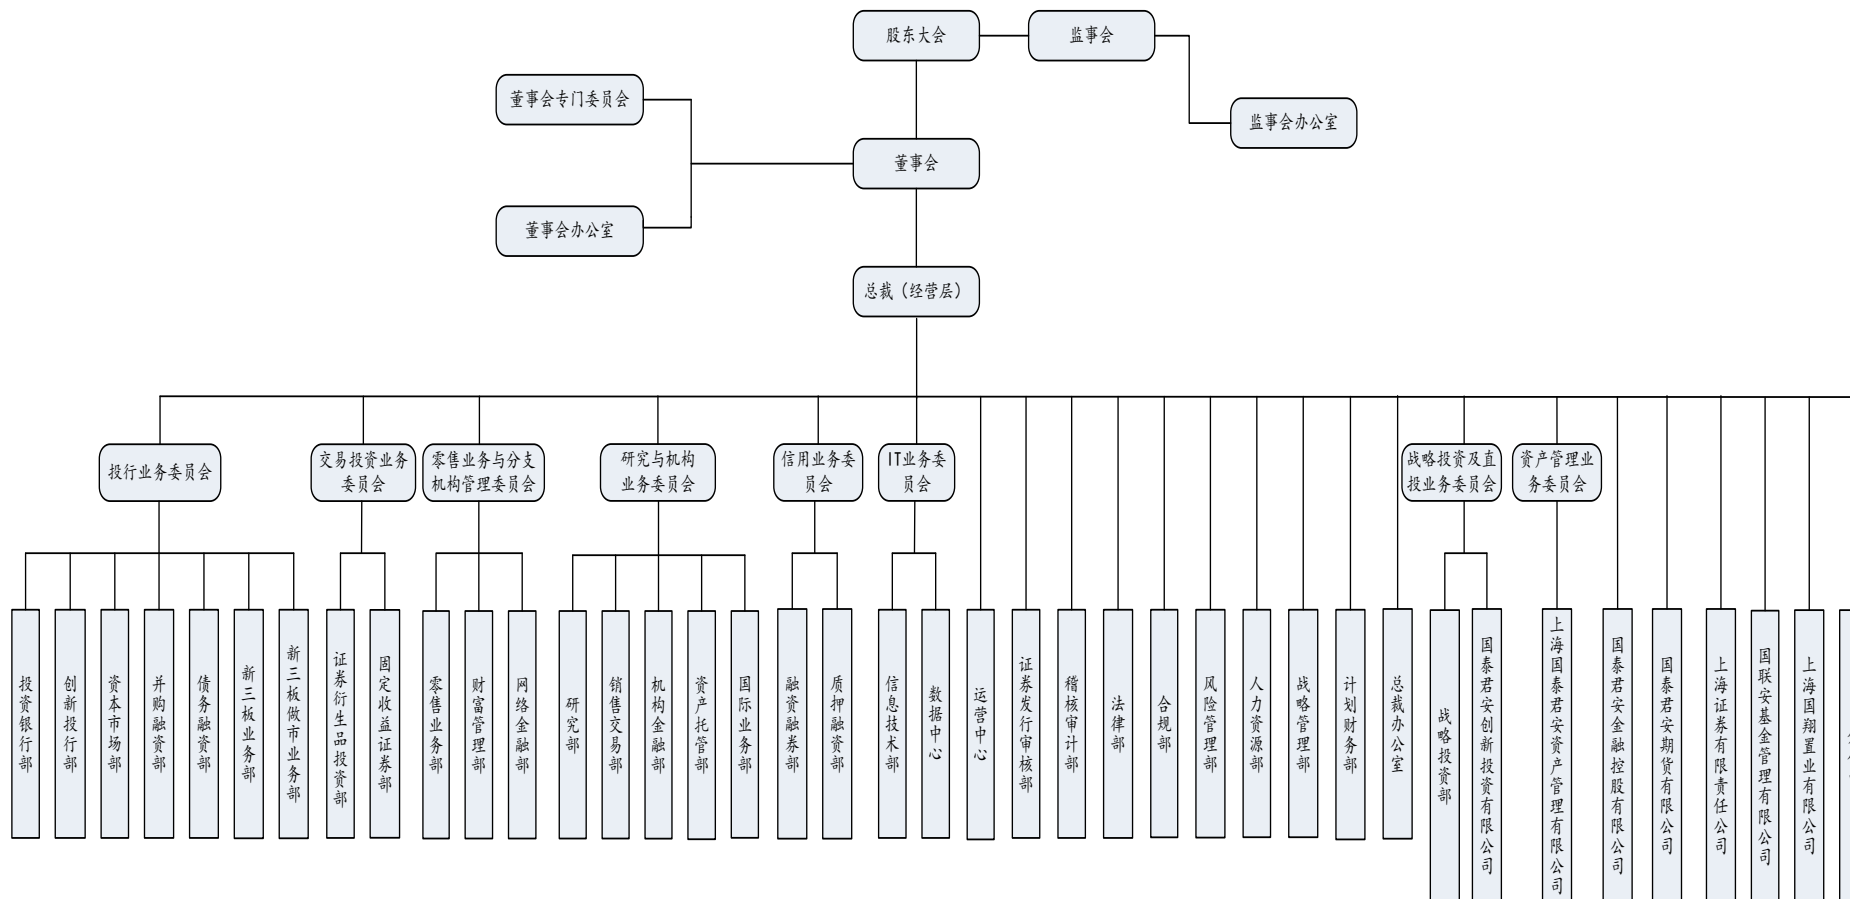 股东大会
监事会
董事会专门委员会
监事会办公室
董事会
董事会办公室
总裁（经营层）
投行业务委员会
交易投资业务
委员会
零售业务与分支
机构管理委员会
研究与机构
业务委员会
信用业务委
员会
IT业务委
员会
战略投资及直
投业务委员会
资产管理业
务委员会
投资银行部
创新投行部
资本市场部
并购融资部
债务融资部
新三板业务部
新三板做市业务部
证券衍生品投资部
固定收益证券部
零售业务部
财富管理部
网络金融部
研究部
销售交易部
机构金融部
资产托管部
国际业务部
融资融券部
质押融资部
信息技术部
数据中心
运营中心
证券发行审核部
稽核审计部
法律部
合规部
风险管理部
人力资源部
战略管理部
计划财务部
总裁办公室
战略投资部
国泰君安创新投资有限公司
上海国泰君安资产管理有限公司
国泰君安金融控股有限公司
国泰君安期货有限公司
上海证券有限责任公司
国联安基金管理有限公司
上海国翔置业有限公司